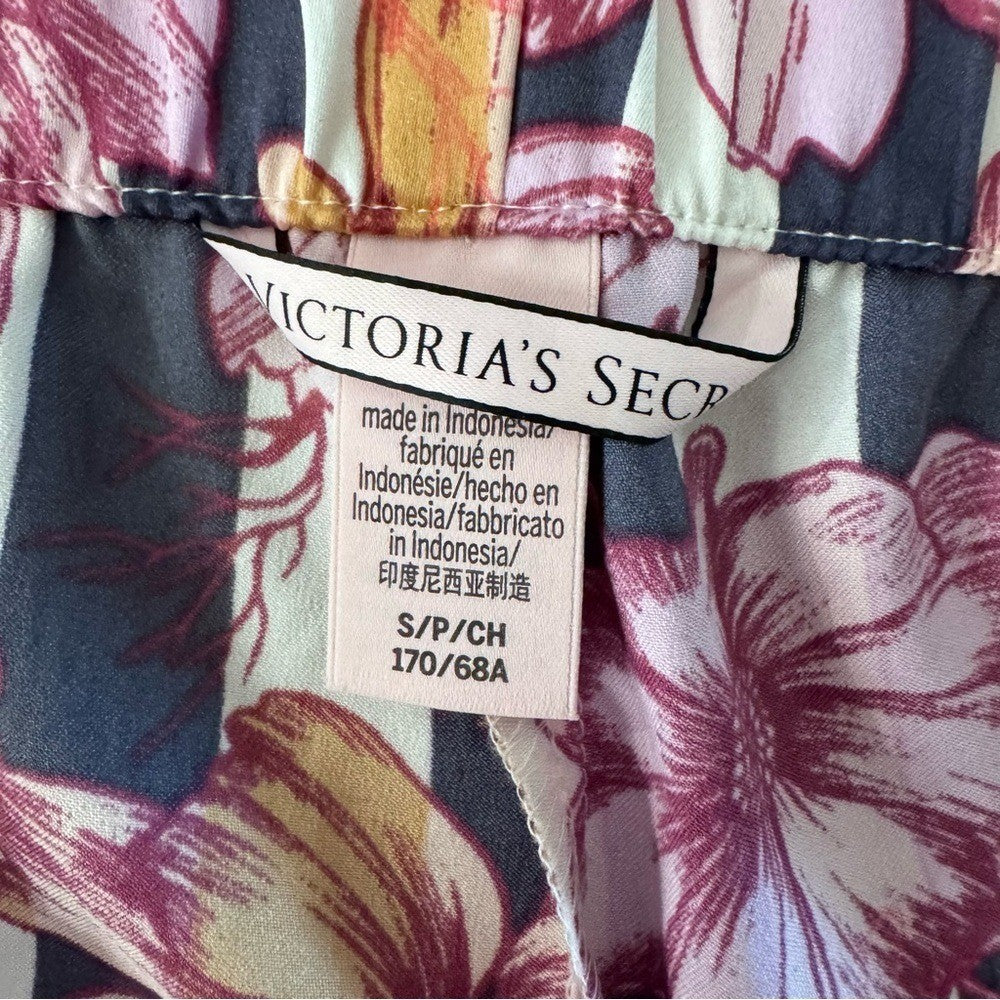 VICTORIA'S SECR
made in Indonesia/
fabriqué en
Indonésie/hecho en
Indonesia/fabbricato
in Indonesia/
印度尼西亚制造
S/P/CH
170/68A